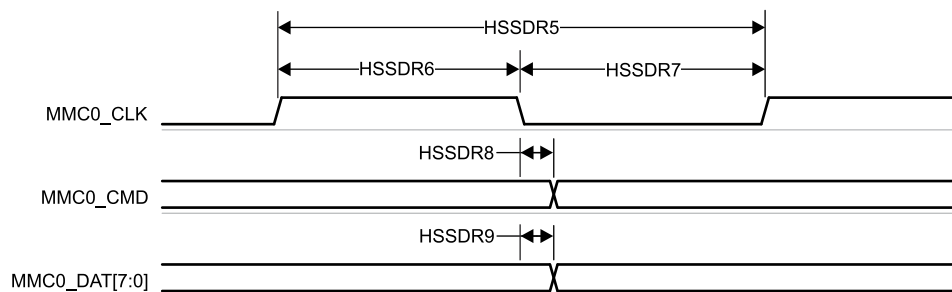 HSSDR5
HSSDR6 HSSDR7
MMC0_CLK
HSSDR8
MMC0_CMD
HSSDR9
MMC0_DAT[7:0]